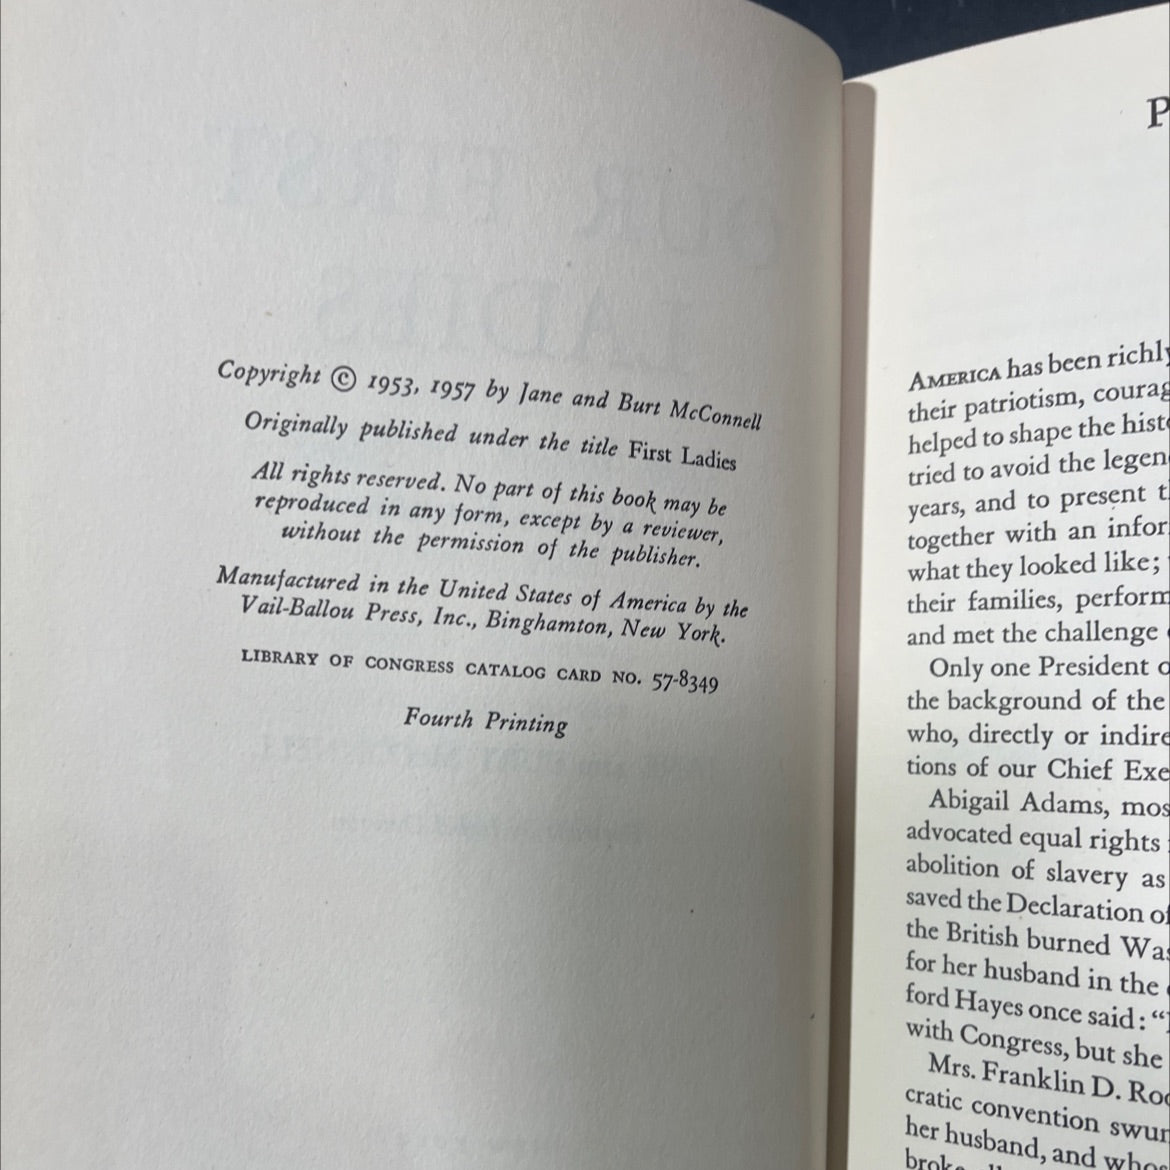 Copyright © 1953, 1957 by Jane and Burt McConnell
Originally published under the title First Ladies
All rights reserved. No part of this book may be
reproduced in any form, except by a reviewer,
without the permission of the publisher.
Manufactured in the United States of America by the
Vail-Ballou Press, Inc., Binghamton, New York.
LIBRARY OF CONGRESS CATALOG CARD NO. 57-8349
Fourth Printing
P
AMERICA has been richly
their patriotism, courag
helped to shape the histo
tried to avoid the legen
years, and to present t
together with an infor
what they looked like;
their families, perform
and met the challenge
Only one President o
the background of the
who, directly or indire
tions of our Chief Exe
Abigail Adams, mos
advocated equal rights
abolition of slavery as
saved the Declaration of
the British burned Was
for her husband in the
ford Hayes once said: “
with Congress, but she
Mrs. Franklin D. Roo
cratic convention swun
her husband, and whos